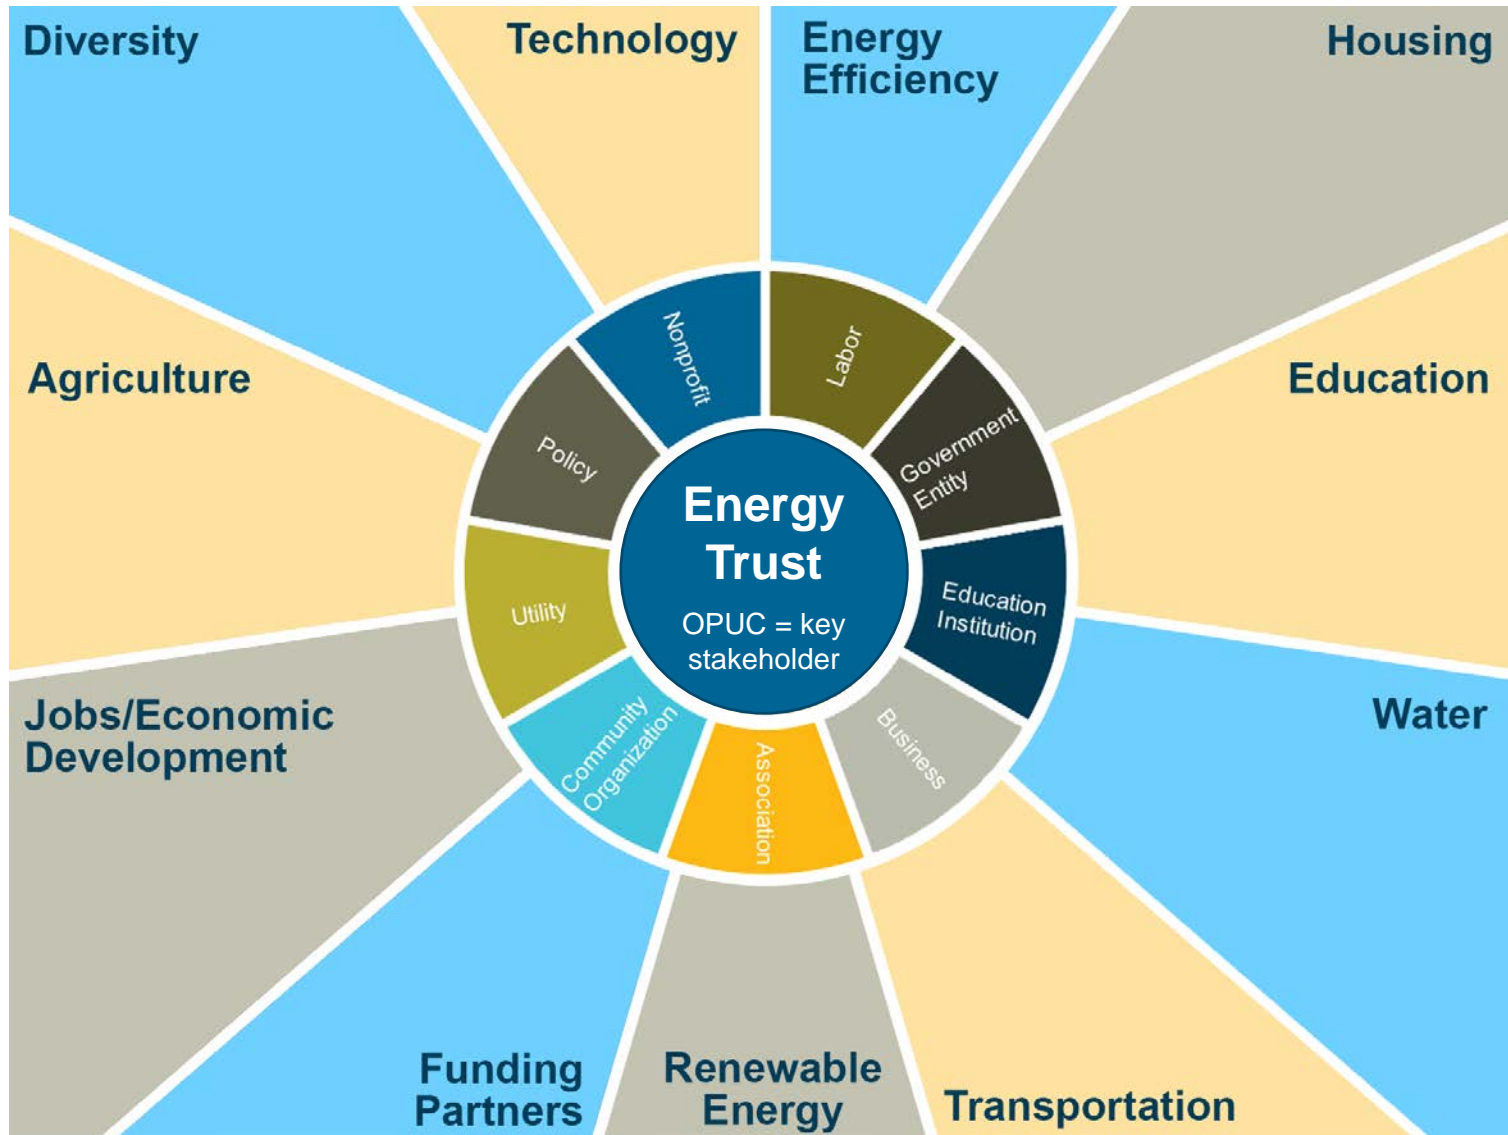 Diversity
Technology
Energy
Efficiency
Housing
Agriculture
Education
Nonprofit
Labor
Policy
Government
Entity
Energy
Trust
OPUC = key
stakeholder
Utility
Education
Institution
Community
Organization
Association
Business
Jobs/Economic
Development
Water
Funding
Partners
Renewable
Energy
Transportation